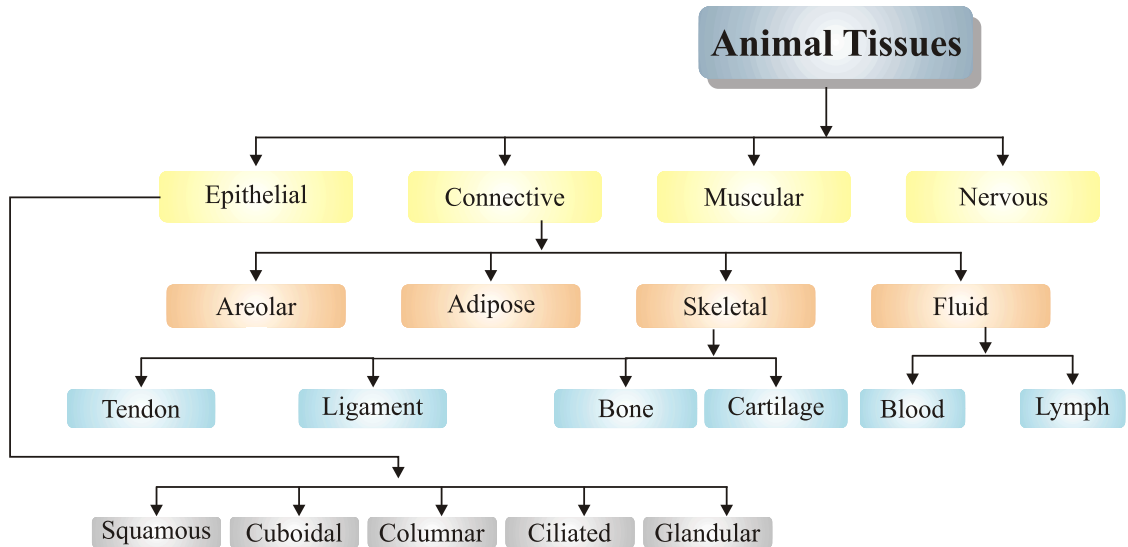 Animal Tissues
Epithelial
Connective
Muscular
Nervous
Areolar
Adipose
Skeletal
Fluid
Tendon
Ligament
Bone
Cartilage
Blood
Lymph
Squamous
Cuboidal
Columnar
Ciliated
Glandular